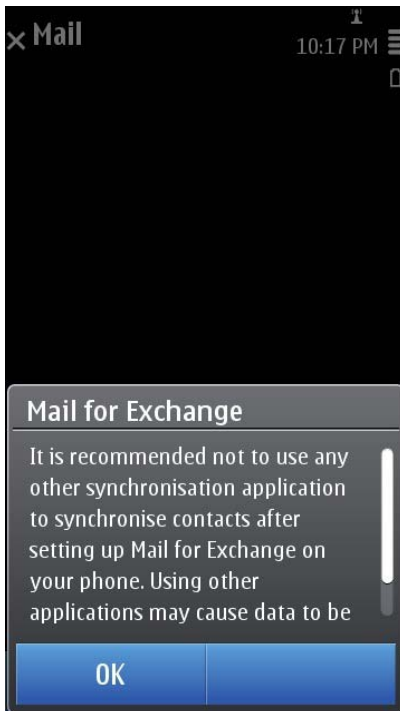 Mail
10:17 PM
Mail for Exchange
It is recommended not to use any
other synchronisation application
to synchronise contacts after
setting up Mail for Exchange on
your phone. Using other
applications may cause data to be
OK